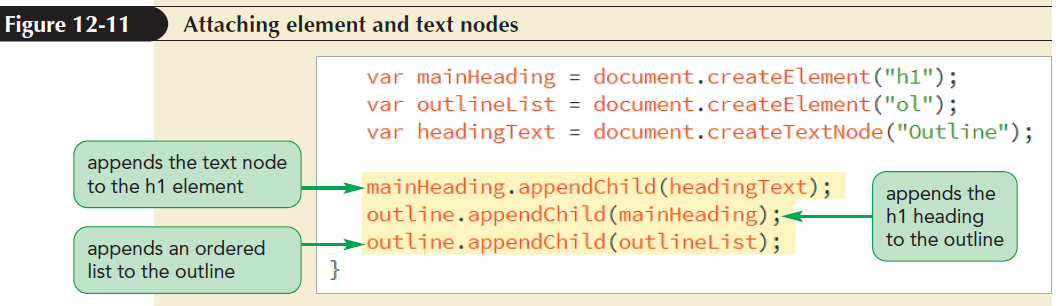 Figure 12-11 Attaching element and text nodes
var mainHeading = document.createElement("h1");
var outlineList = document.createElement("ol");
var headingText = document.createTextNode("Outline");
appends the text node
to the h1 element
mainHeading.appendChild(headingText);
outline.appendChild(mainHeading);
outline.appendChild(outlineList);
}
appends the
h1 heading
to the outline
appends an ordered
list to the outline